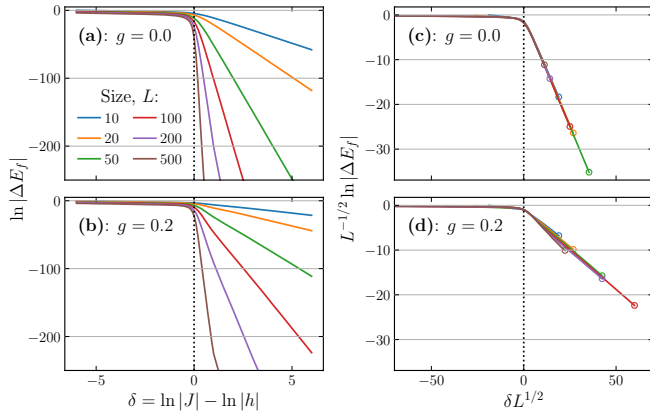 0
−100
−200
ln |ΔE_f|
(a): g = 0.0
Size, L:
10 100
20 200
50 500
0
−10
−20
−30
L^{−1/2} ln |ΔE_f|
(c): g = 0.0
0
−100
−200
(b): g = 0.2
−5 0 5
δ = ln |J| − ln |h|
0
−10
−20
−30
(d): g = 0.2
−50 0 50
δL^{1/2}